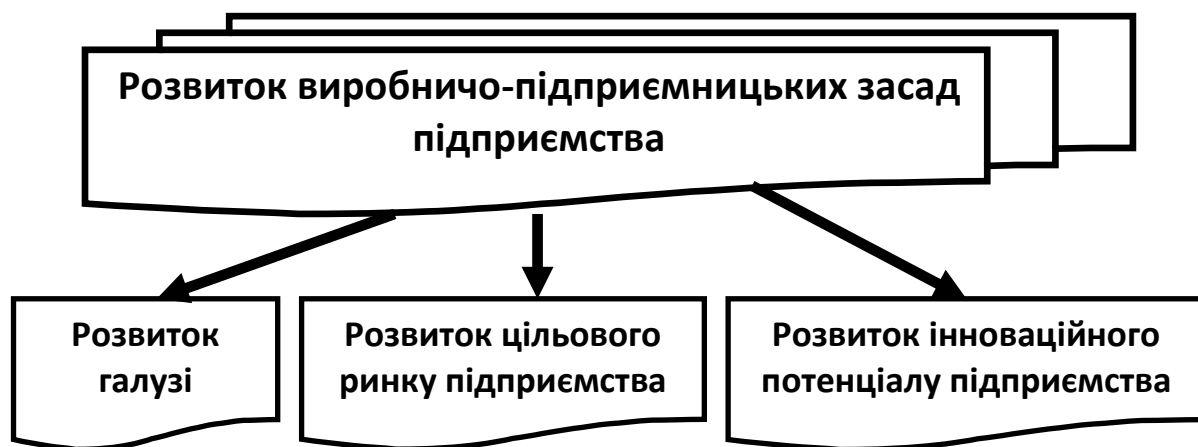 Розвиток виробничо-підприємницьких засад
підприємства
Розвиток
галузі
Розвиток цільового
ринку підприємства
Розвиток інноваційного
потенціалу підприємства